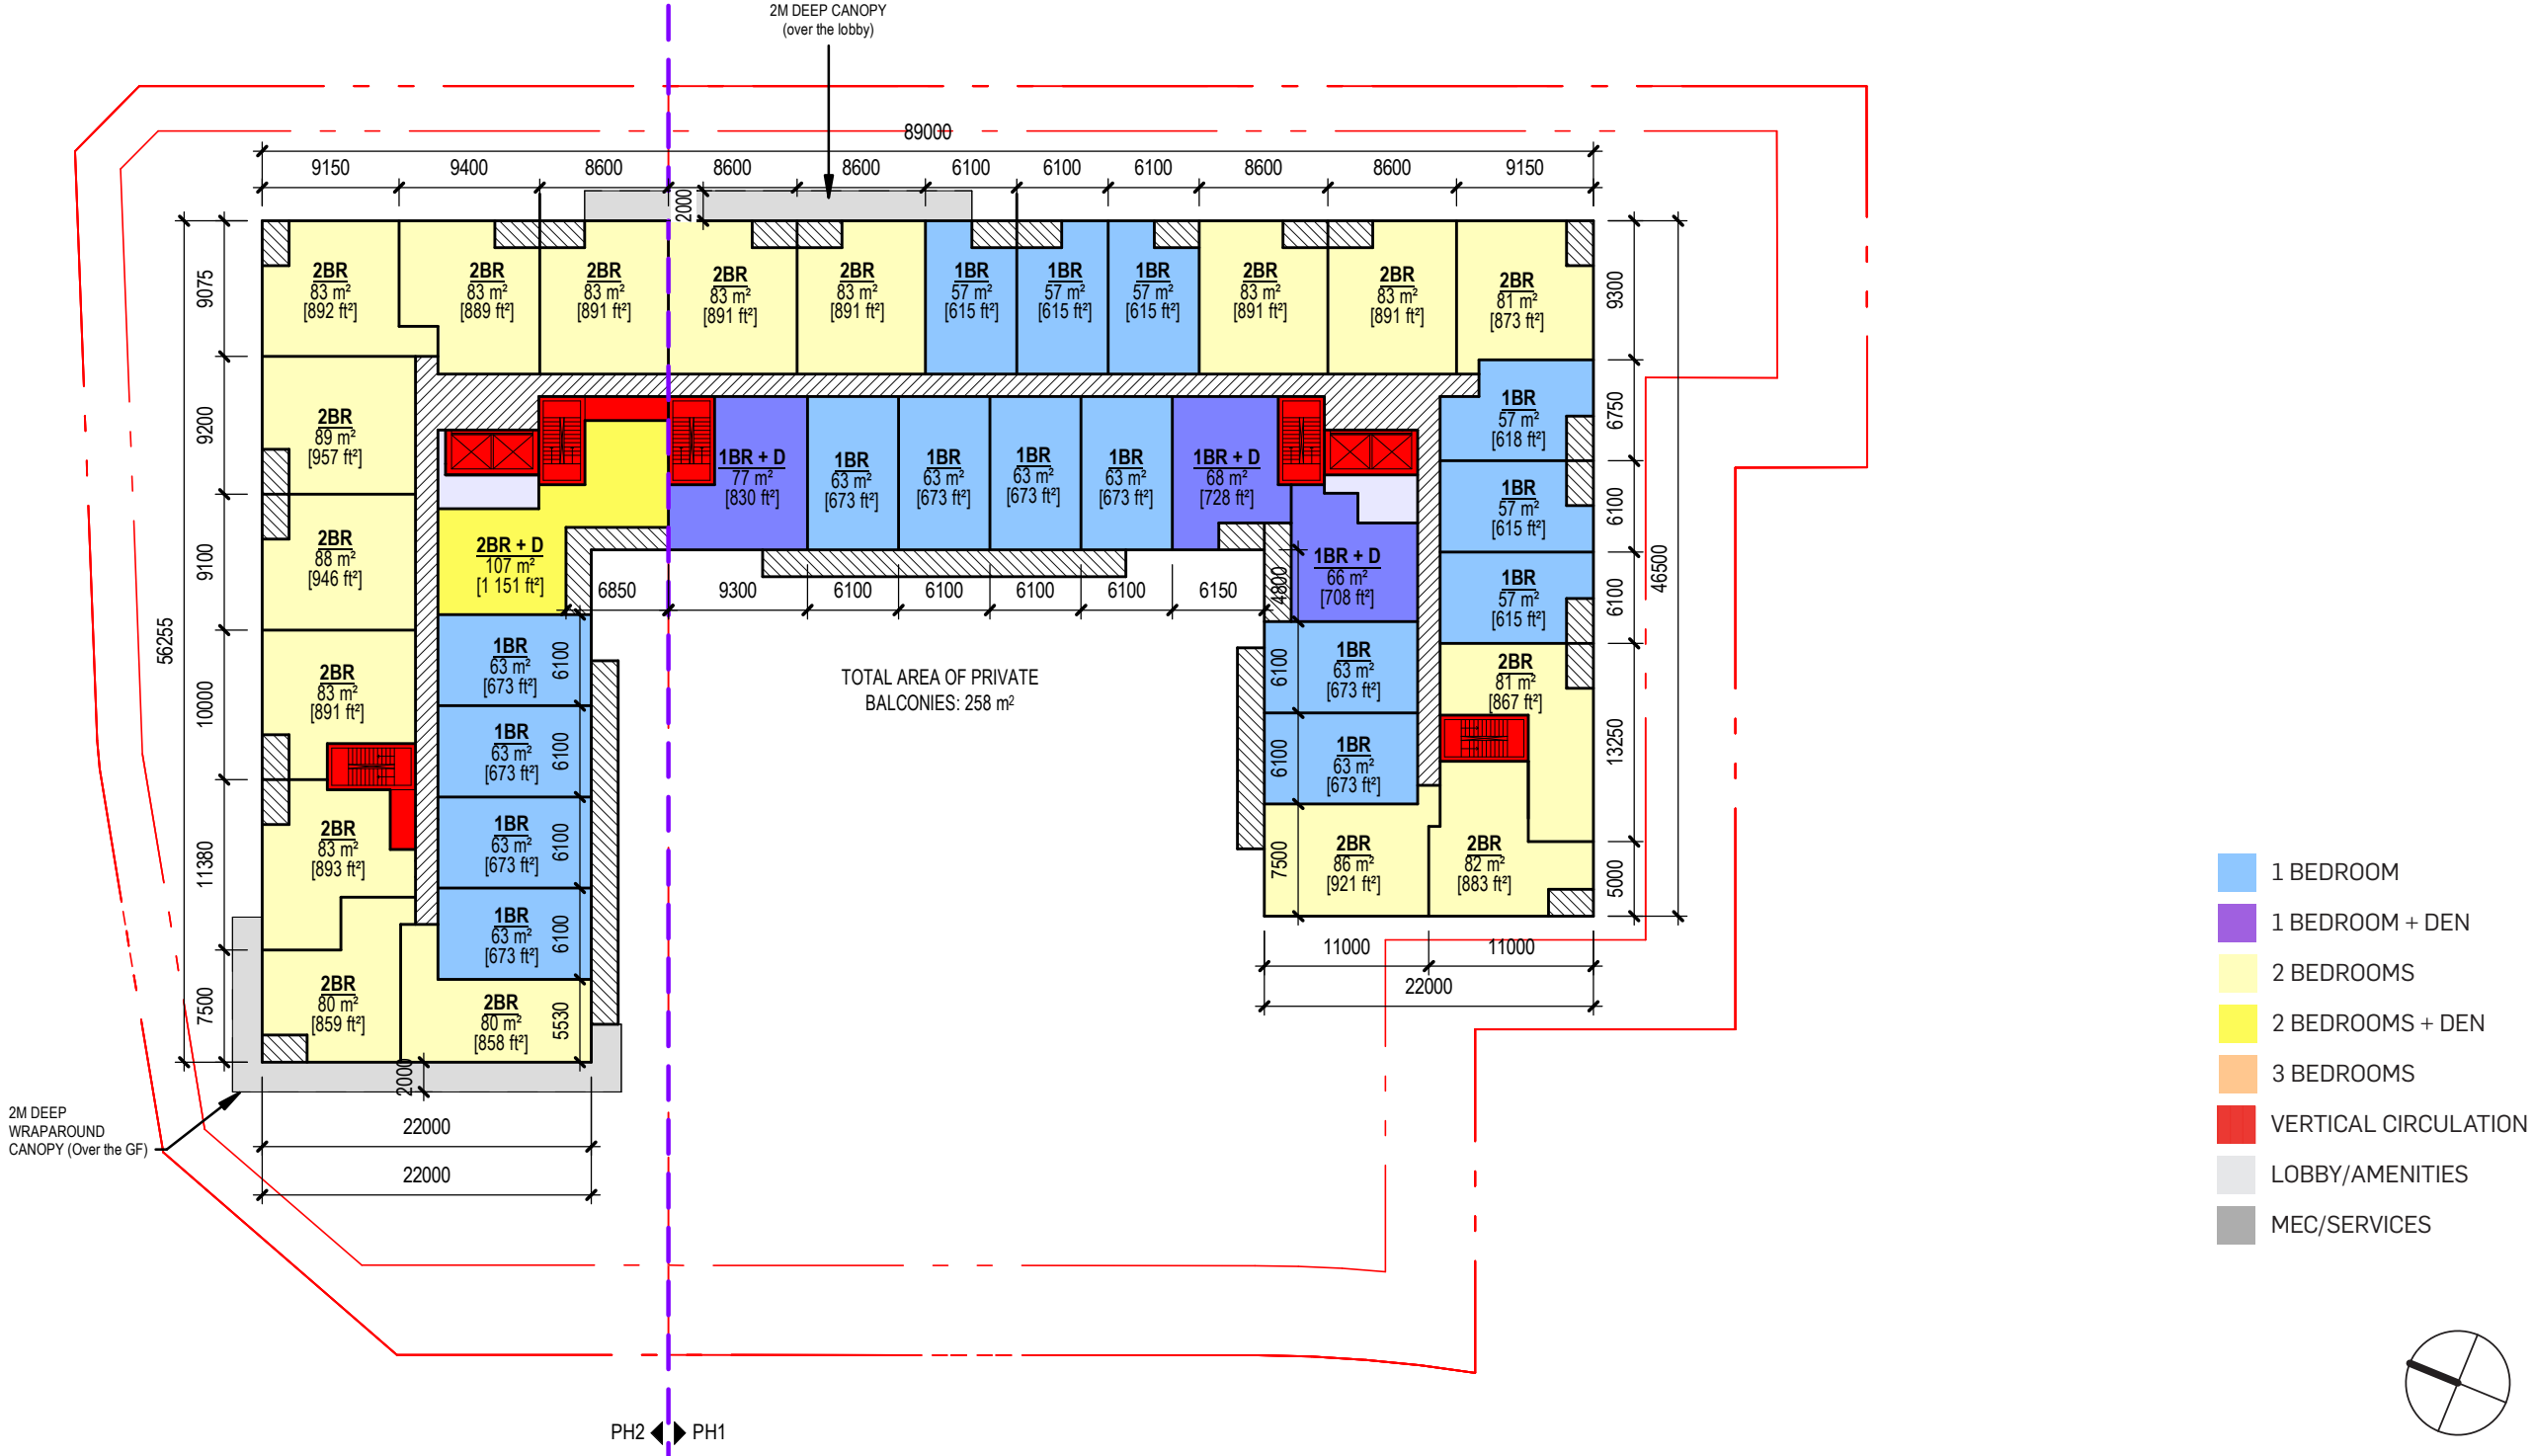 2M DEEP CANOPY
(over the lobby)
89000
9150 9400 8600 8600 8600 6100 6100 6100 8600 8600 9150
2000
2BR
83 m²
[892 ft²]
2BR
83 m²
[889 ft²]
2BR
83 m²
[891 ft²]
2BR
83 m²
[891 ft²]
2BR
83 m²
[891 ft²]
1BR
57 m²
[615 ft²]
1BR
57 m²
[615 ft²]
1BR
57 m²
[615 ft²]
2BR
83 m²
[891 ft²]
2BR
83 m²
[891 ft²]
2BR
81 m²
[873 ft²]
9075
9200
9100
10000
11380
7500
56255
9300
6750
6100
6100
13250
5000
46500
2BR
89 m²
[957 ft²]
2BR
88 m²
[946 ft²]
2BR
83 m²
[891 ft²]
2BR
83 m²
[893 ft²]
2BR
80 m²
[859 ft²]
2BR
80 m²
[858 ft²]
2BR + D
107 m²
[1 151 ft²]
1BR
63 m²
[673 ft²]
6100
1BR
63 m²
[673 ft²]
6100
1BR
63 m²
[673 ft²]
6100
1BR
63 m²
[673 ft²]
6100
5530
1BR + D
77 m²
[830 ft²]
1BR
63 m²
[673 ft²]
1BR
63 m²
[673 ft²]
1BR
63 m²
[673 ft²]
1BR
63 m²
[673 ft²]
1BR + D
68 m²
[728 ft²]
6850 9300 6100 6100 6100 6100 6150
4800
1BR + D
66 m²
[708 ft²]
6100
1BR
63 m²
[673 ft²]
6100
1BR
63 m²
[673 ft²]
7500
2BR
86 m²
[921 ft²]
2BR
82 m²
[883 ft²]
1BR
57 m²
[618 ft²]
1BR
57 m²
[615 ft²]
1BR
57 m²
[615 ft²]
2BR
81 m²
[867 ft²]
TOTAL AREA OF PRIVATE
BALCONIES: 258 m²
11000 11000
22000
2000
22000
22000
2M DEEP
WRAPAROUND
CANOPY (Over the GF)
PH2 PH1
1 BEDROOM
1 BEDROOM + DEN
2 BEDROOMS
2 BEDROOMS + DEN
3 BEDROOMS
VERTICAL CIRCULATION
LOBBY/AMENITIES
MEC/SERVICES